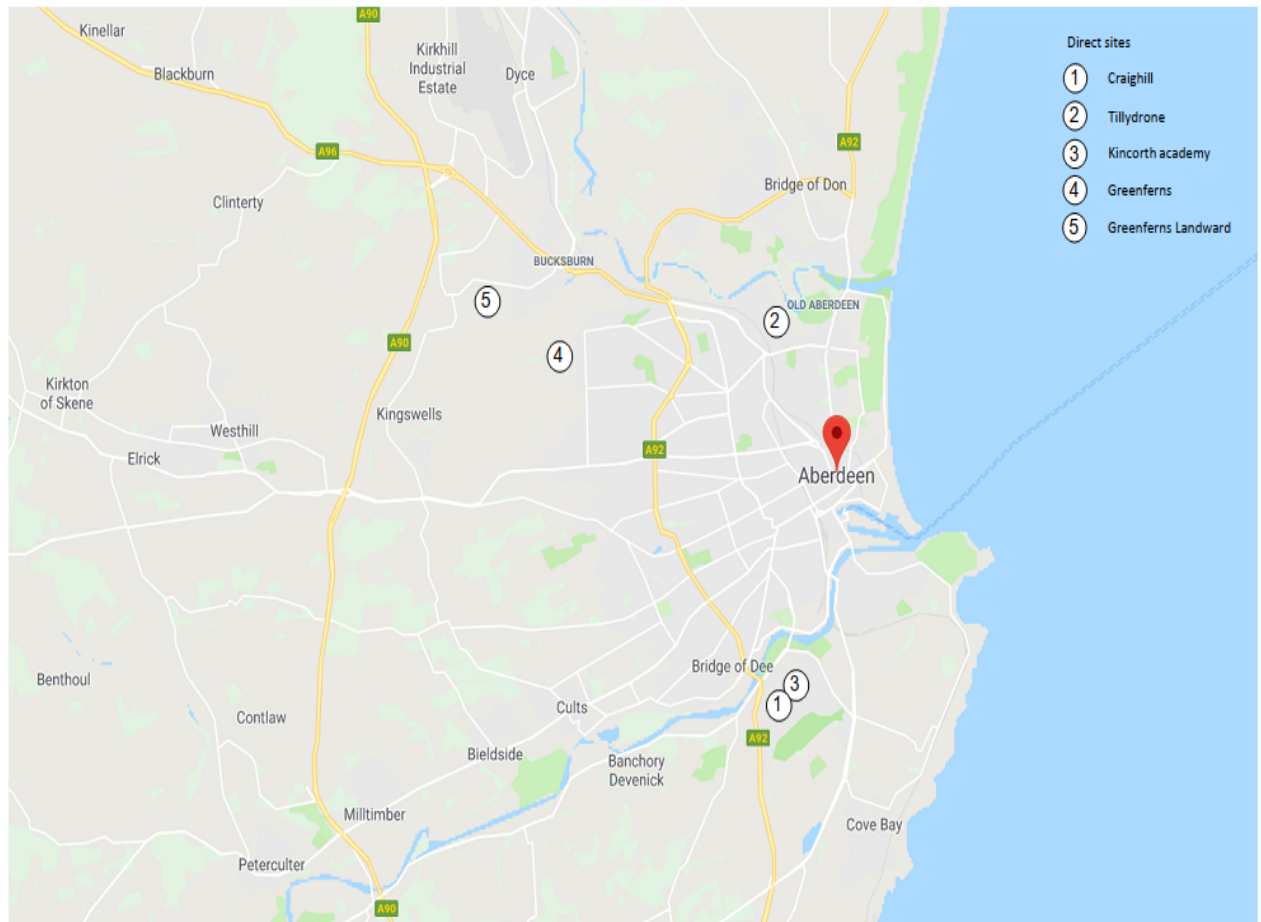 A90
Kinellar
Kirkhill
Industrial
Estate
Dyce
Blackburn
A96
A92
Bridge of Don
Clinterty
BUCKSBURN
5
2
OLD ABERDEEN
A90
4
Kirkton
of Skene
Kingswells
Westhill
Elrick
A92
Aberdeen
Bridge of Dee
3
1
Benthoul
Cults
Contlaw
A92
Bieldside
Banchory
Devenick
Milltimber
Cove Bay
Peterculter
A90
Direct sites
1 Craighill
2 Tillydrone
3 Kincorth academy
4 Greenferns
5 Greenferns Landward